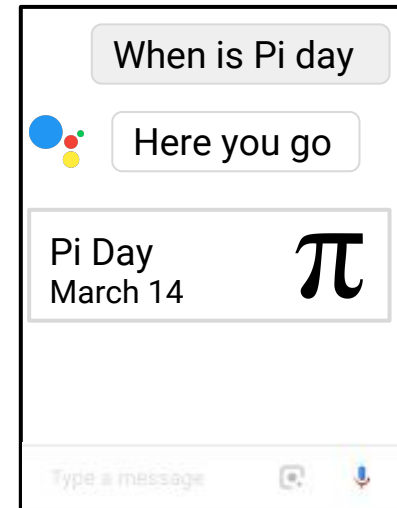 When is Pi day
Here you go
Pi Day
π
March 14
Type a message